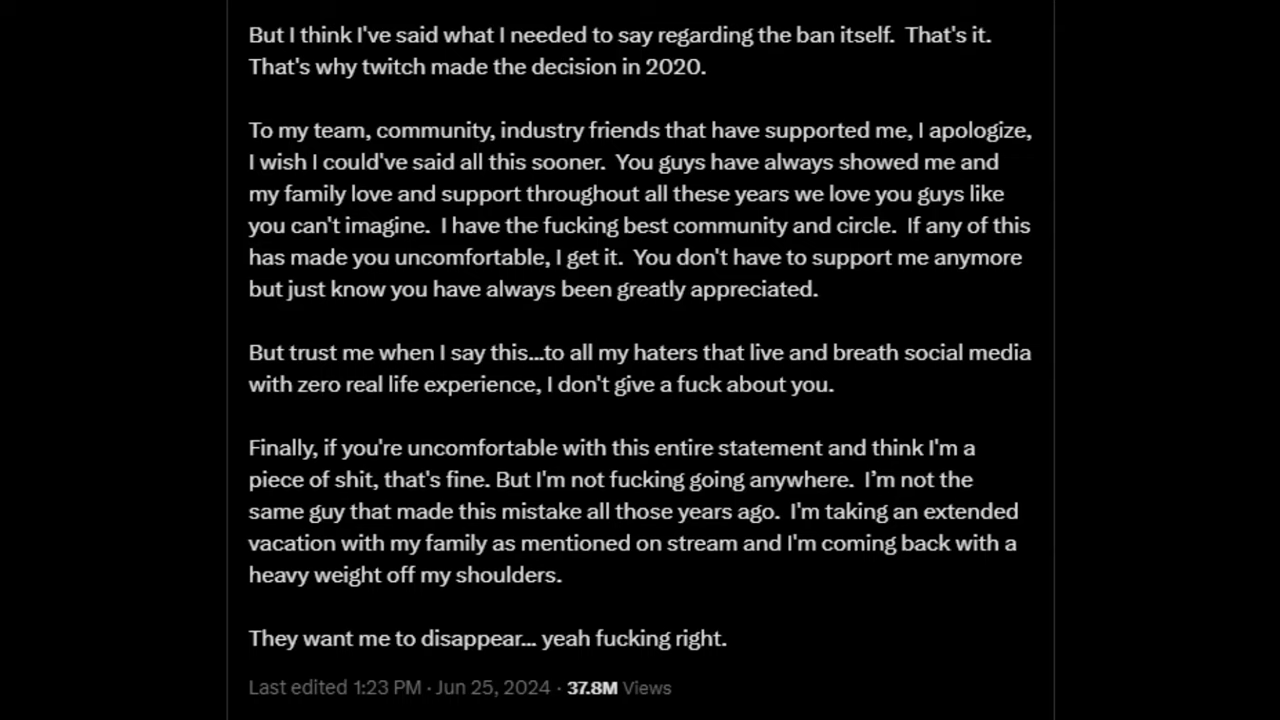 But I think I've said what I needed to say regarding the ban itself.  That's it.
That's why twitch made the decision in 2020.
To my team, community, industry friends that have supported me, I apologize,
I wish I could've said all this sooner.  You guys have always showed me and
my family love and support throughout all these years we love you guys like
you can't imagine.  I have the fucking best community and circle.  If any of this
has made you uncomfortable, I get it.  You don't have to support me anymore
but just know you have always been greatly appreciated.
But trust me when I say this...to all my haters that live and breath social media
with zero real life experience, I don't give a fuck about you.
Finally, if you're uncomfortable with this entire statement and think I'm a
piece of shit, that's fine. But I'm not fucking going anywhere.  I’m not the
same guy that made this mistake all those years ago.  I'm taking an extended
vacation with my family as mentioned on stream and I'm coming back with a
heavy weight off my shoulders.
They want me to disappear... yeah fucking right.
Last edited 1:23 PM · Jun 25, 2024 · 37.8M Views